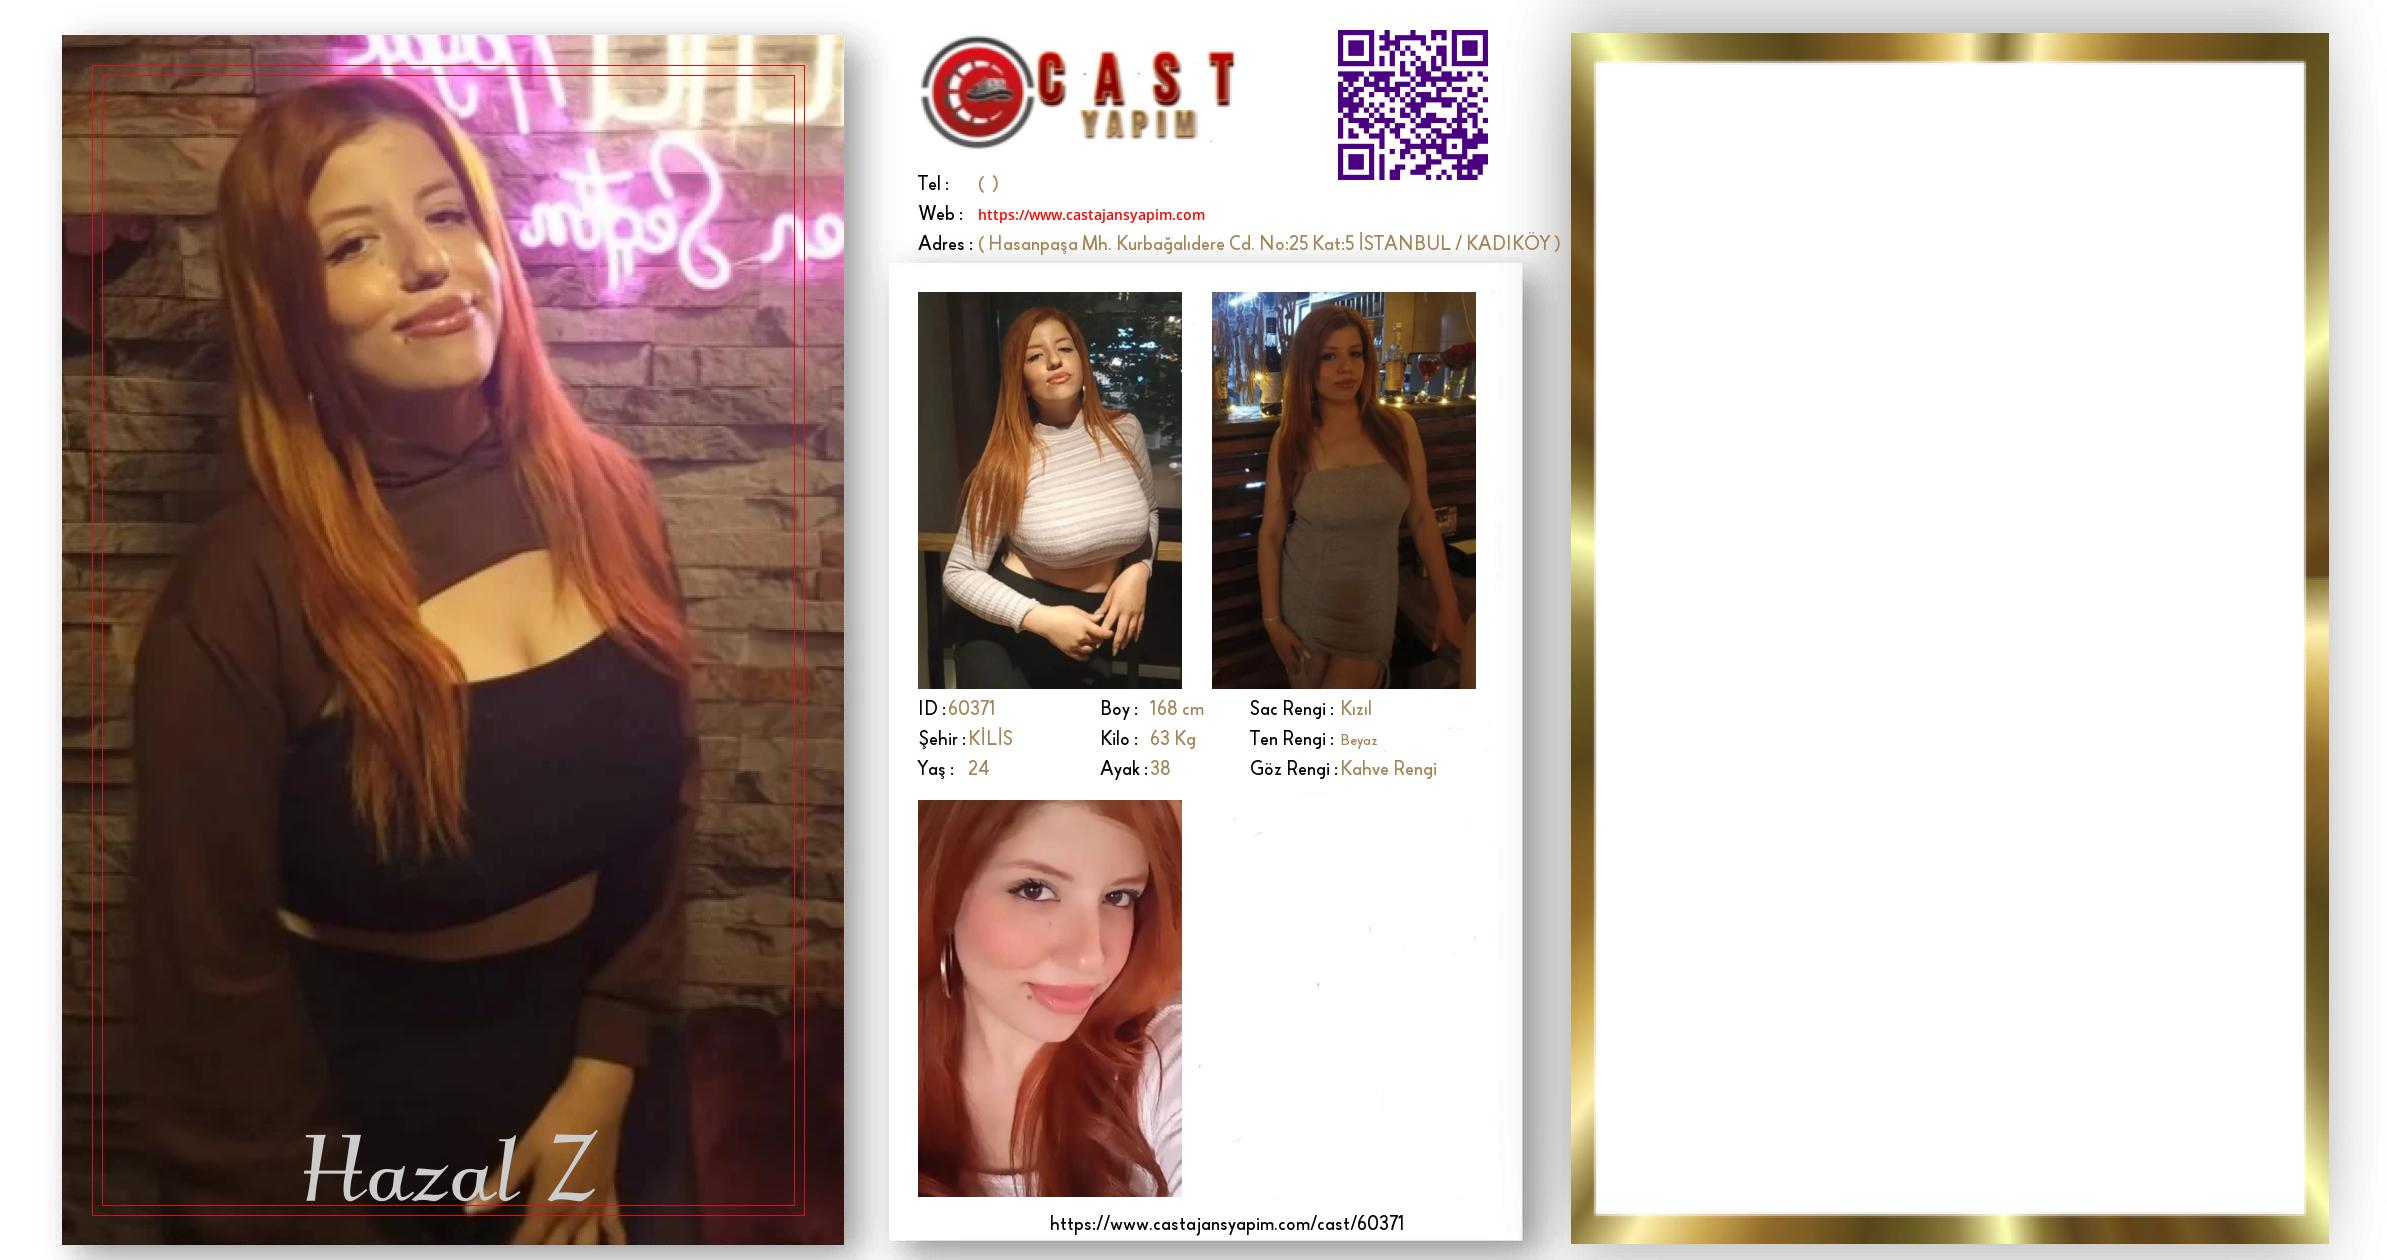 Hazal Z
CAST
YAPIM
Tel : ( )
Web : https://www.castajansyapim.com
Adres : ( Hasanpaşa Mh. Kurbağalıdere Cd. No:25 Kat:5 İSTANBUL / KADIKÖY )
ID : 60371 Boy : 168 cm Sac Rengi : Kızıl
Şehir : KİLİS Kilo : 63 Kg Ten Rengi : Beyaz
Yaş : 24 Ayak : 38 Göz Rengi : Kahve Rengi
https://www.castajansyapim.com/cast/60371